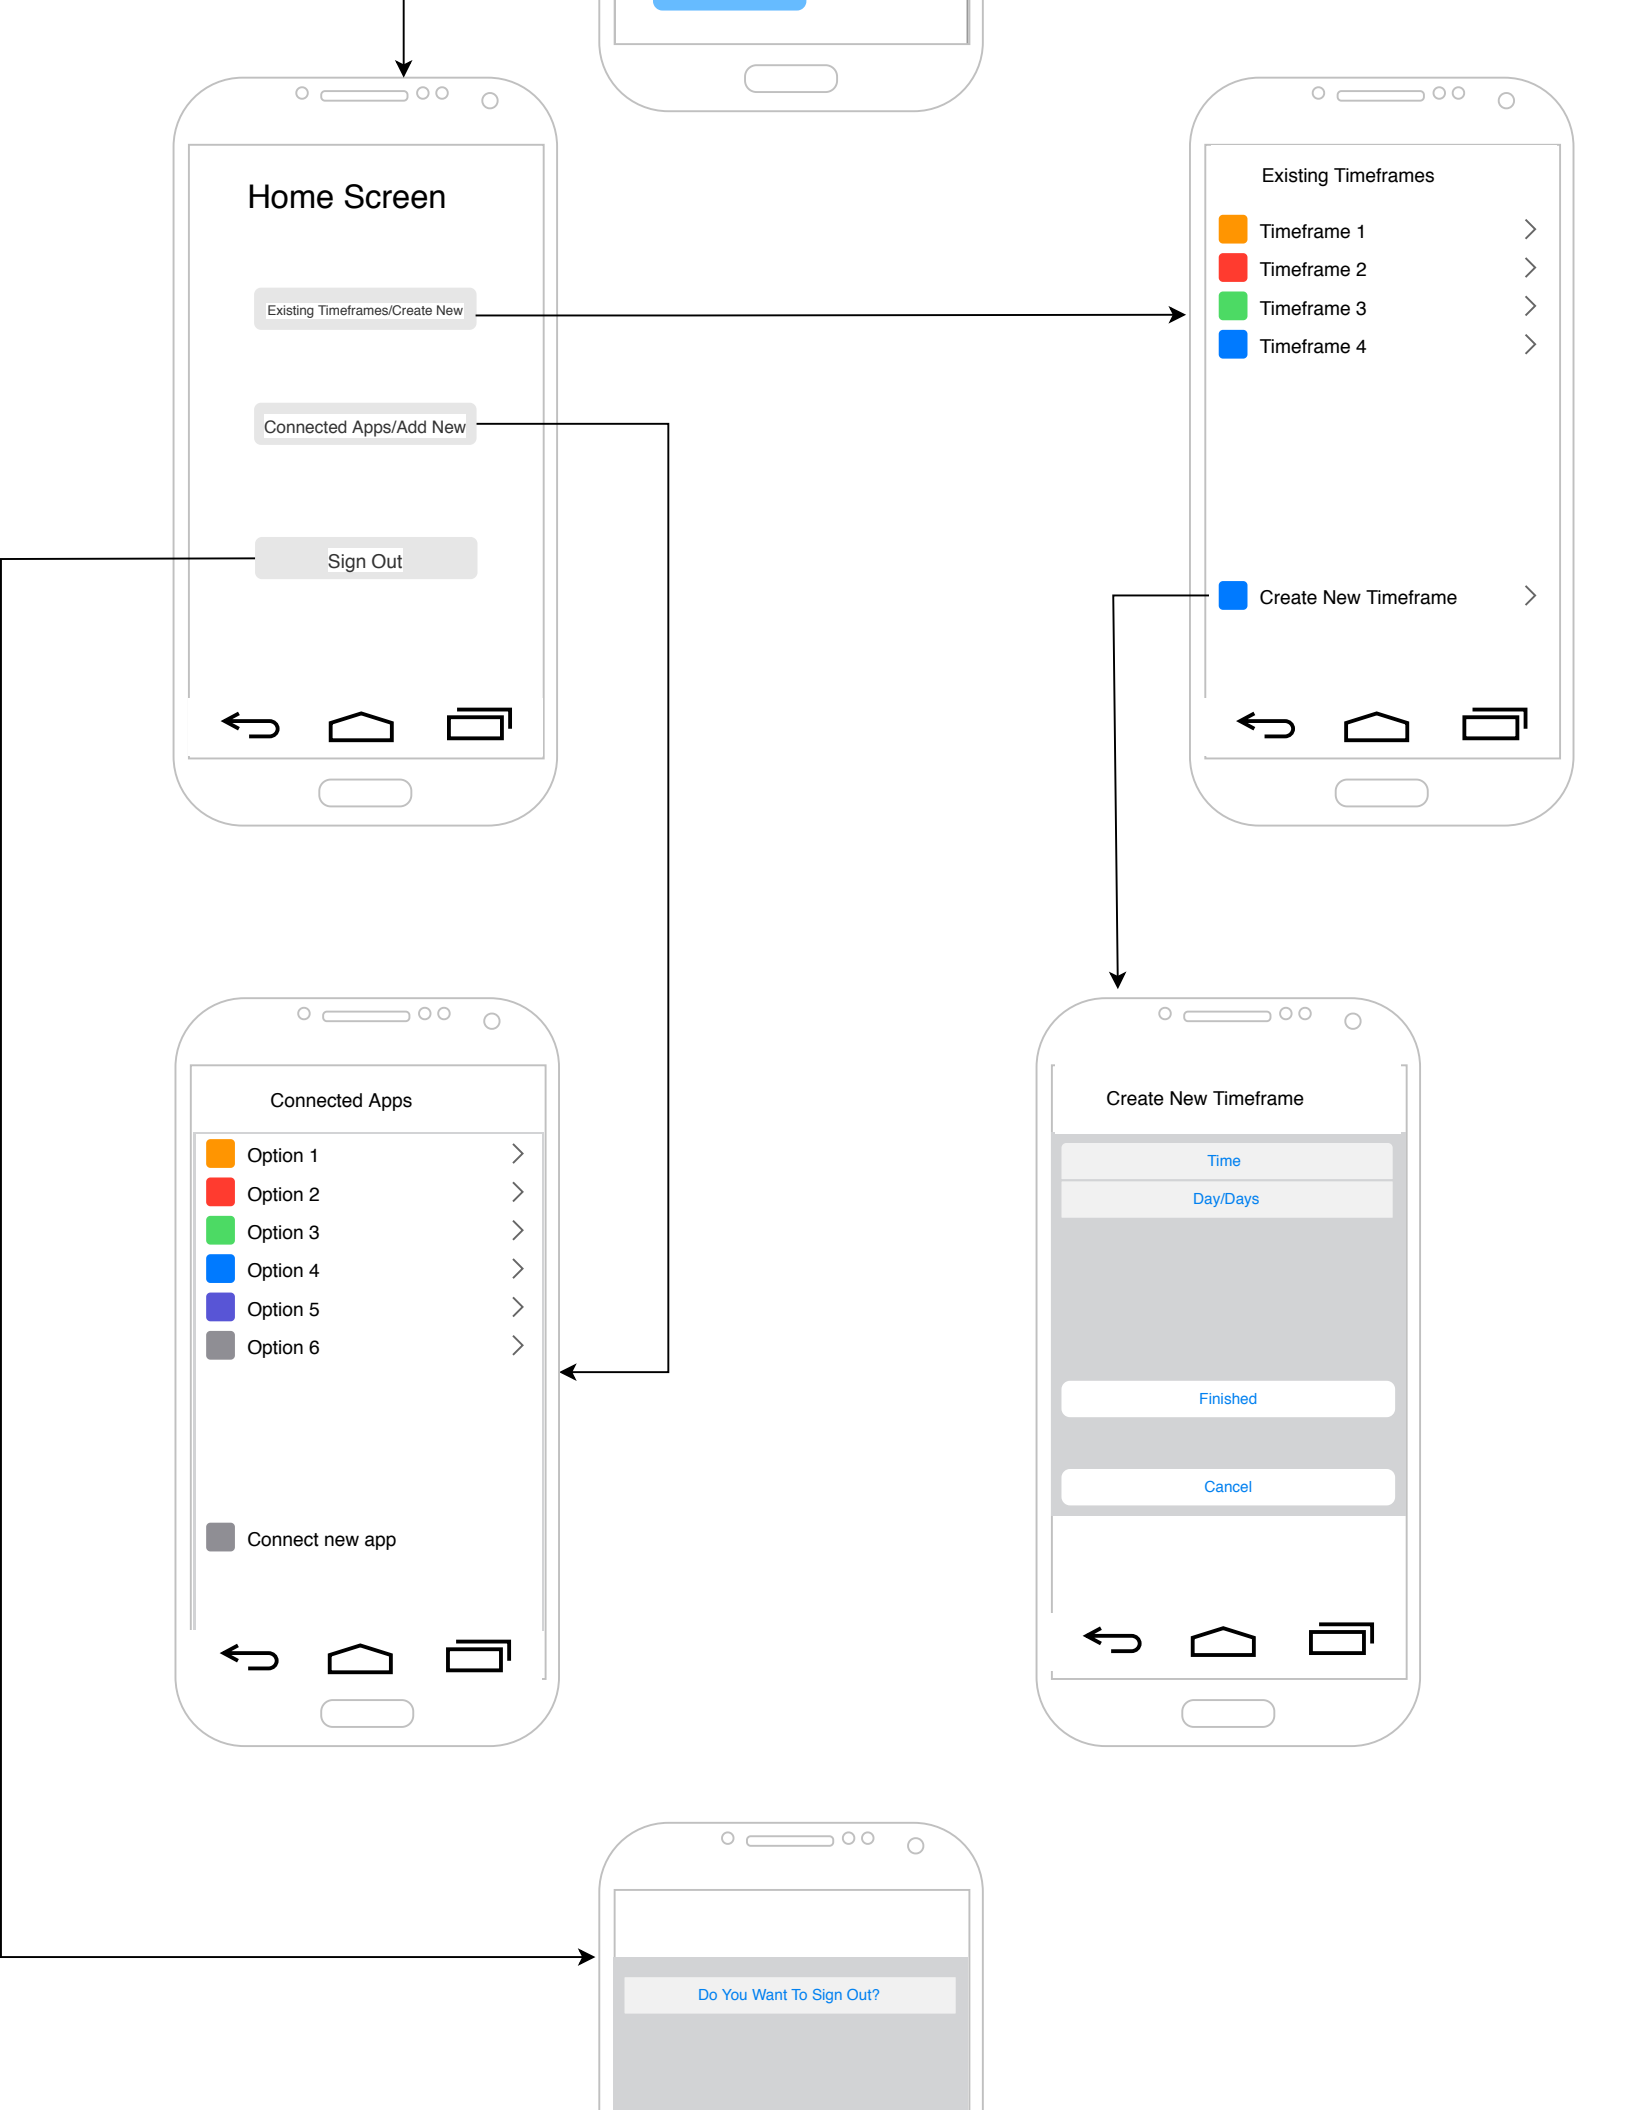 Home Screen
Existing Timeframes/Create New
Connected Apps/Add New
Sign Out
Existing Timeframes
Timeframe 1
Timeframe 2
Timeframe 3
Timeframe 4
Create New Timeframe
Connected Apps
Option 1
Option 2
Option 3
Option 4
Option 5
Option 6
Connect new app
Create New Timeframe
Time
Day/Days
Finished
Cancel
Do You Want To Sign Out?